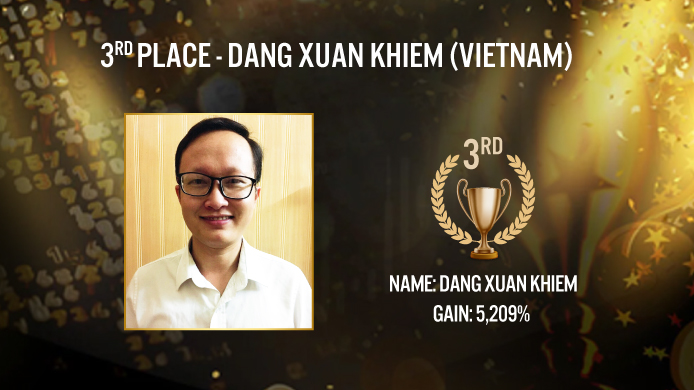 3RD PLACE - DANG XUAN KHIEM (VIETNAM)
3RD
NAME: DANG XUAN KHIEM
GAIN: 5,209%